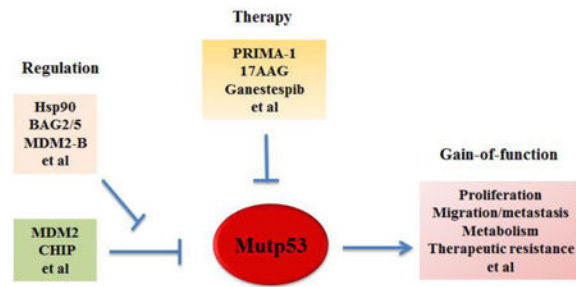 Regulation
Hsp90
BAG2/5
MDM2-B
et al
MDM2
CHIP
et al
Therapy
PRIMA-1
17AAG
Ganestespib
et al
Mutp53
Gain-of-function
Proliferation
Migration/metastasis
Metabolism
Therapeutic resistance
et al